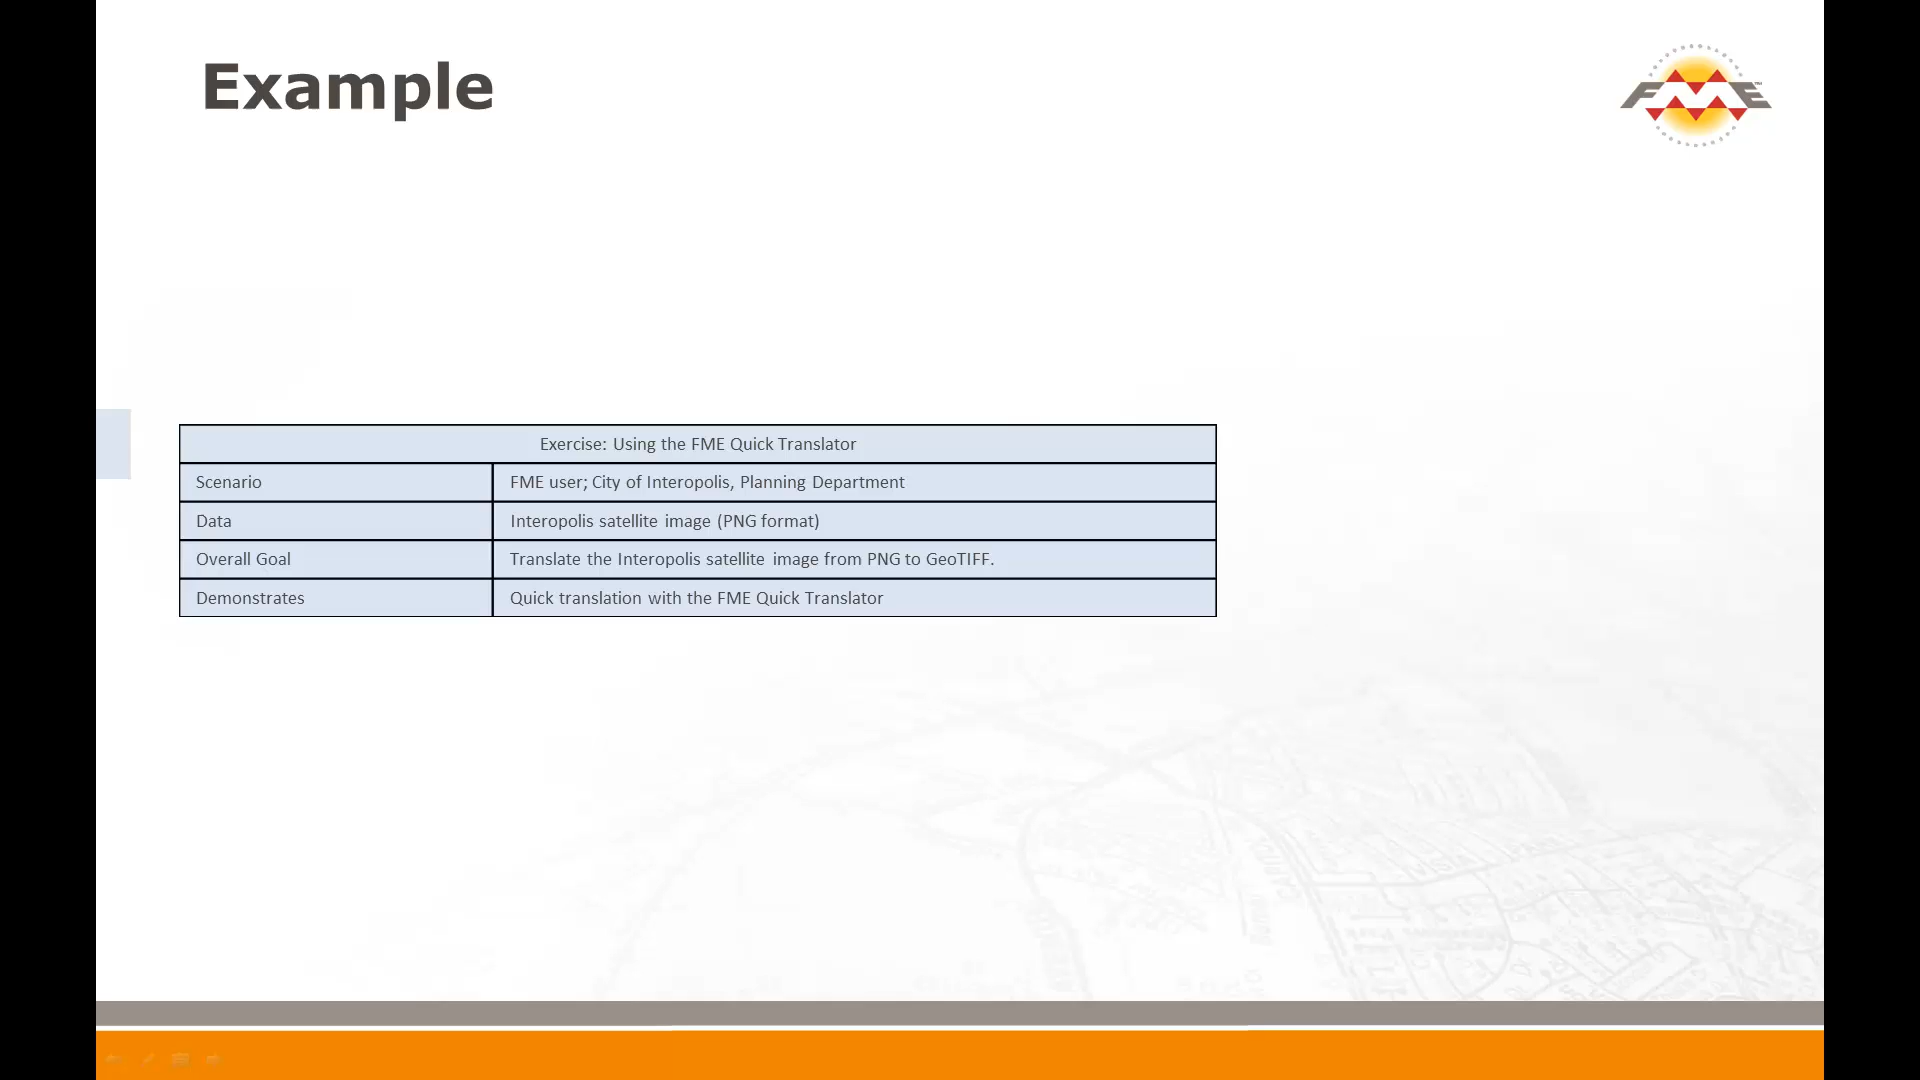 Example
FME
Exercise: Using the FME Quick Translator
Scenario
FME user; City of Interopolis, Planning Department
Data
Interopolis satellite image (PNG format)
Overall Goal
Translate the Interopolis satellite image from PNG to GeoTIFF.
Demonstrates
Quick translation with the FME Quick Translator